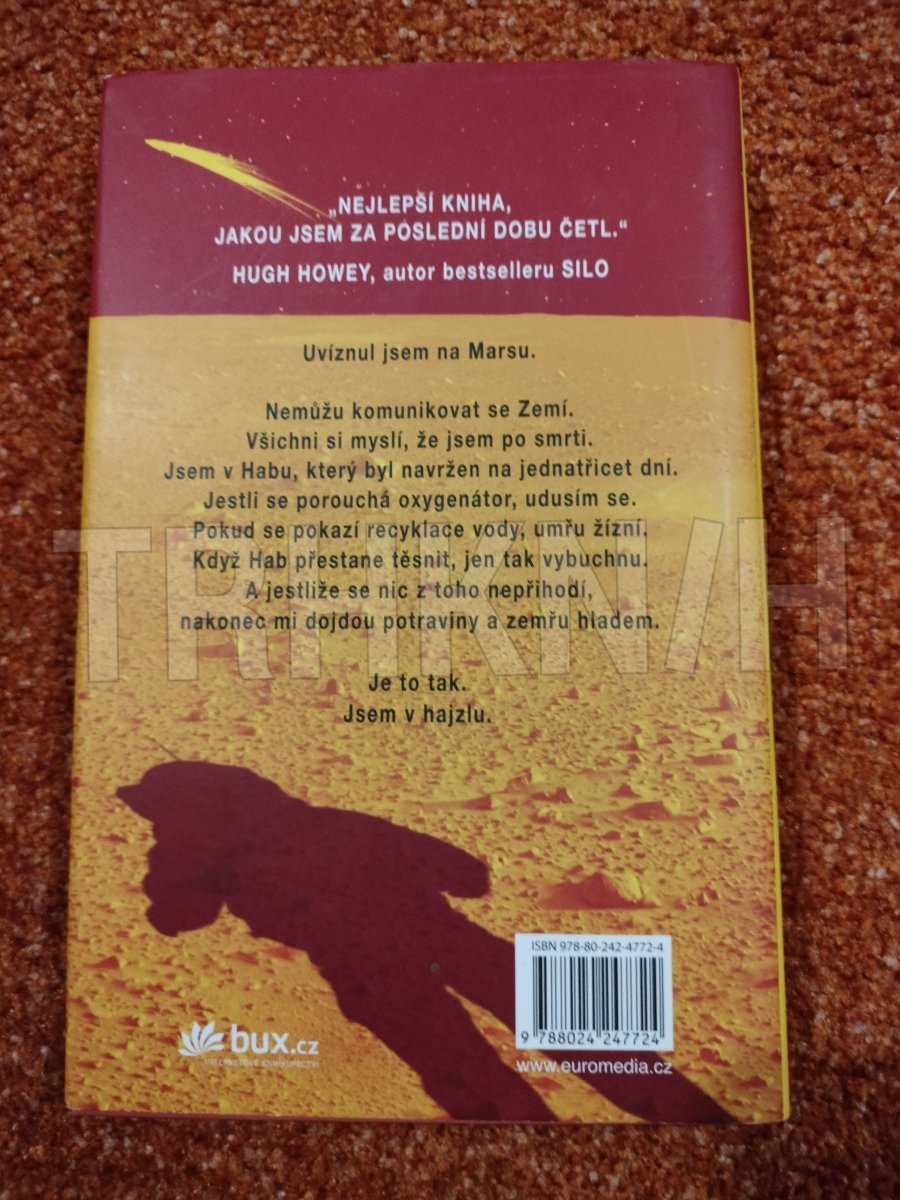 „NEJLEPŠÍ KNIHA,
JAKOU JSEM ZA POSLEDNÍ DOBU ČETL.“
HUGH HOWEY, autor bestselleru SILO
Uvíznul jsem na Marsu.
Nemůžu komunikovat se Zemí.
Všichni si myslí, že jsem po smrti.
Jsem v Habu, který byl navržen na jednatřicet dní.
Jestli se porouchá oxygenátor, udusím se.
Pokud se pokazí recyklace vody, umřu žízní.
Když Hab přestane těsnit, jen tak vybuchnu.
A jestliže se nic z toho nepřihodí,
nakonec mi dojdou potraviny a zemřu hladem.
Je to tak.
Jsem v hajzlu.
ISBN 978-80-242-4772-4
9 788024 247724
www.euromedia.cz
bux.cz
INTERNETOVÉ KNIHKUPECTVÍ